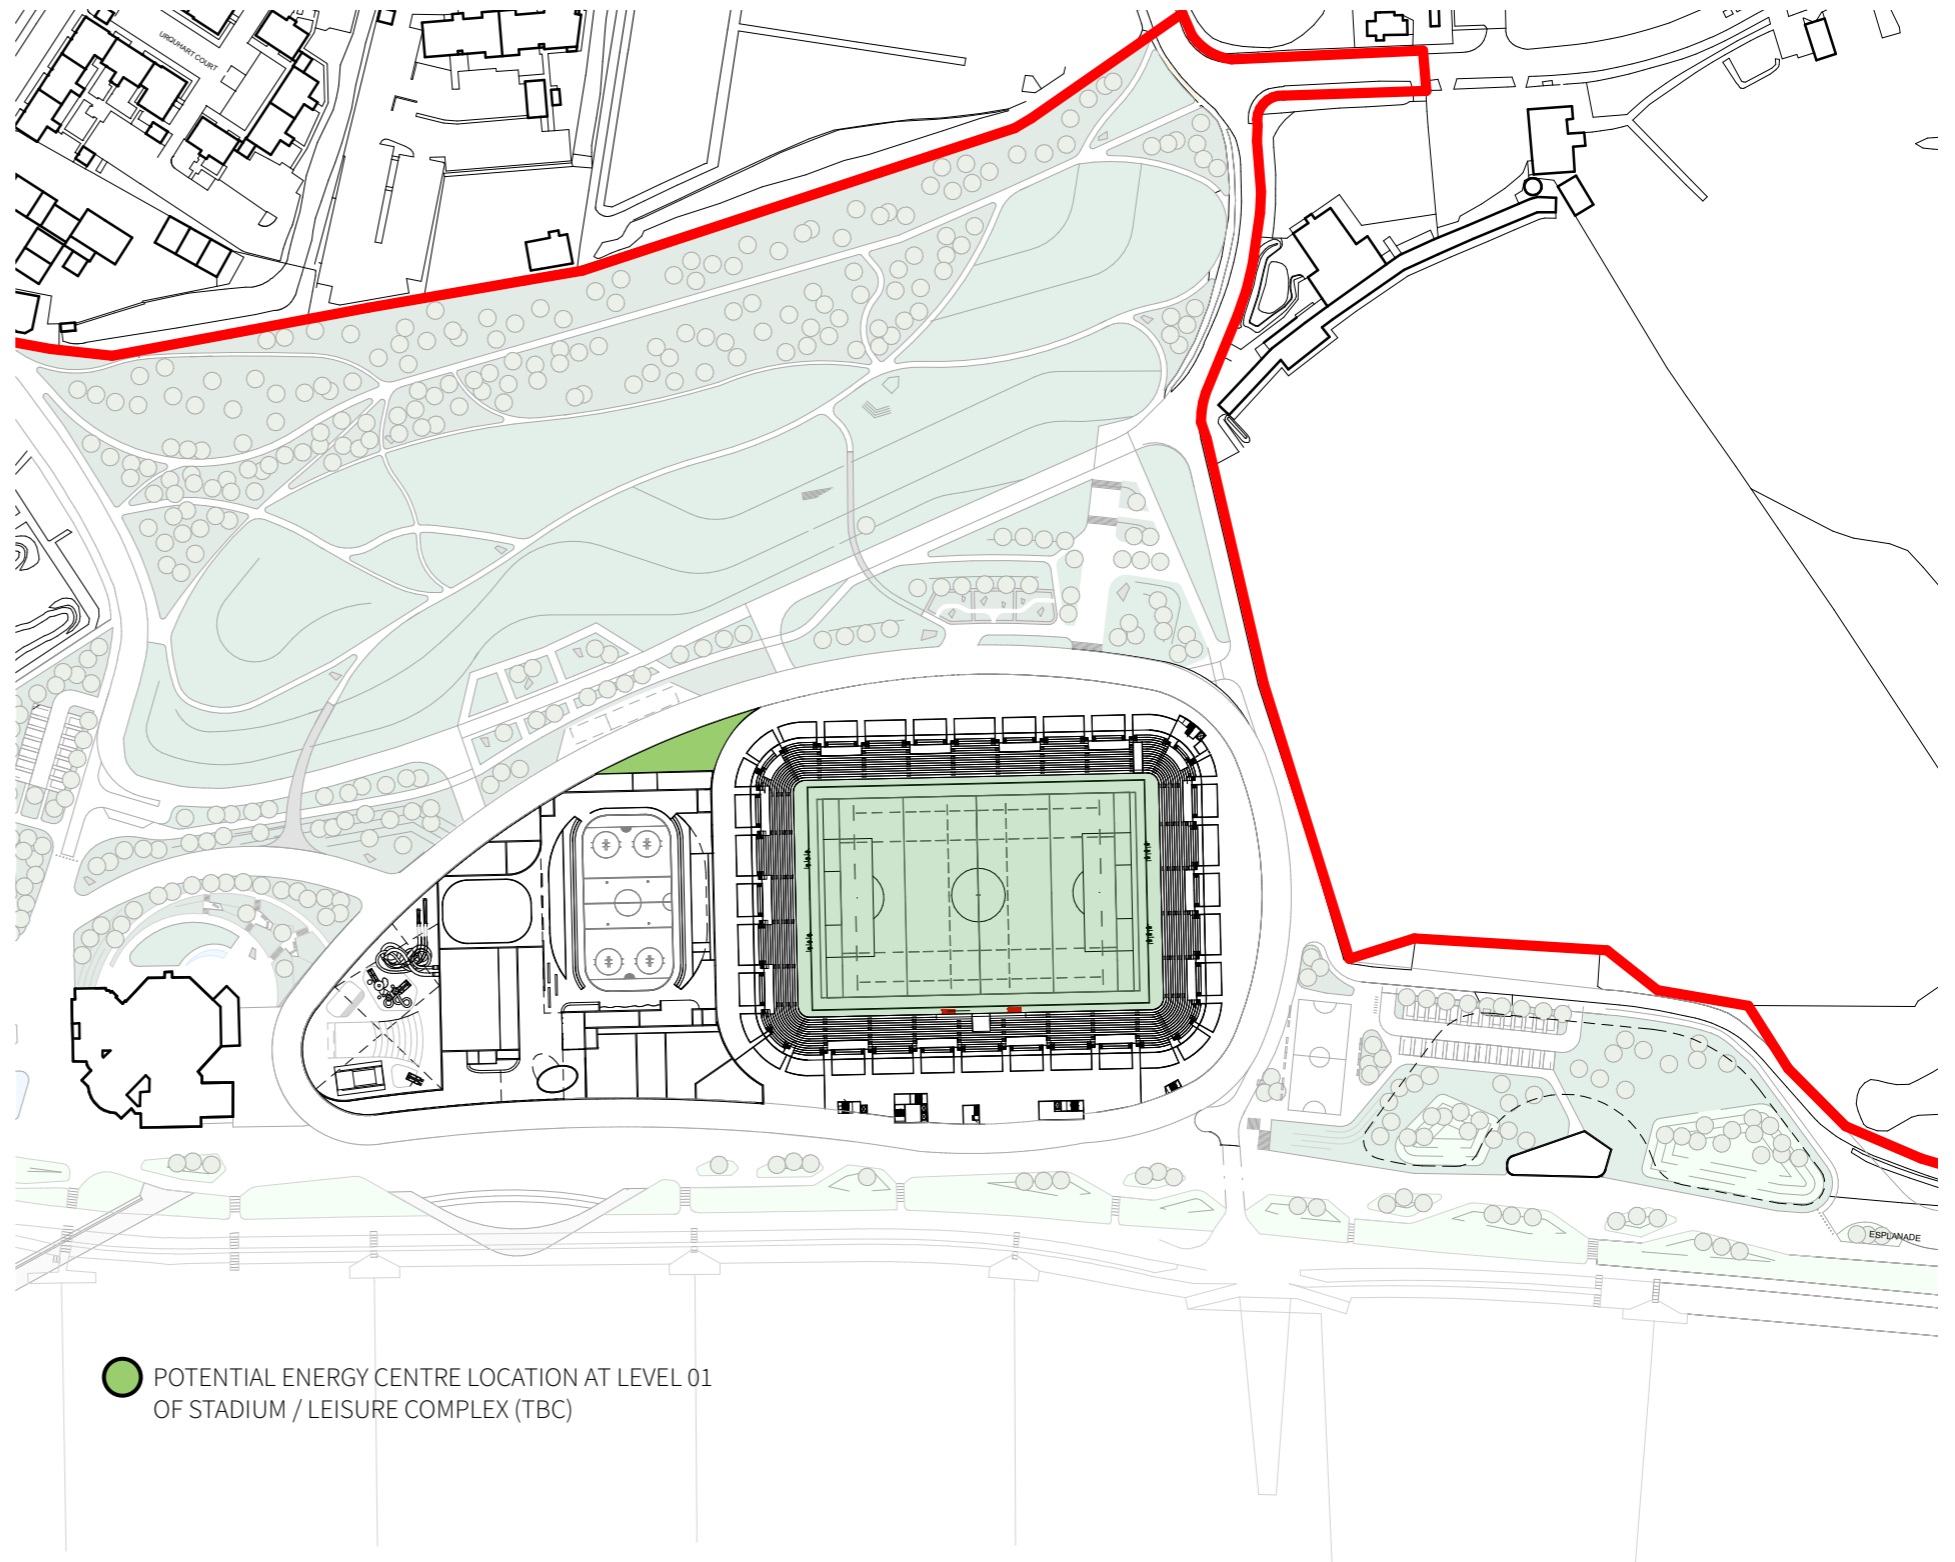 URQUHART COURT
ESPLANADE
POTENTIAL ENERGY CENTRE LOCATION AT LEVEL 01
OF STADIUM / LEISURE COMPLEX (TBC)